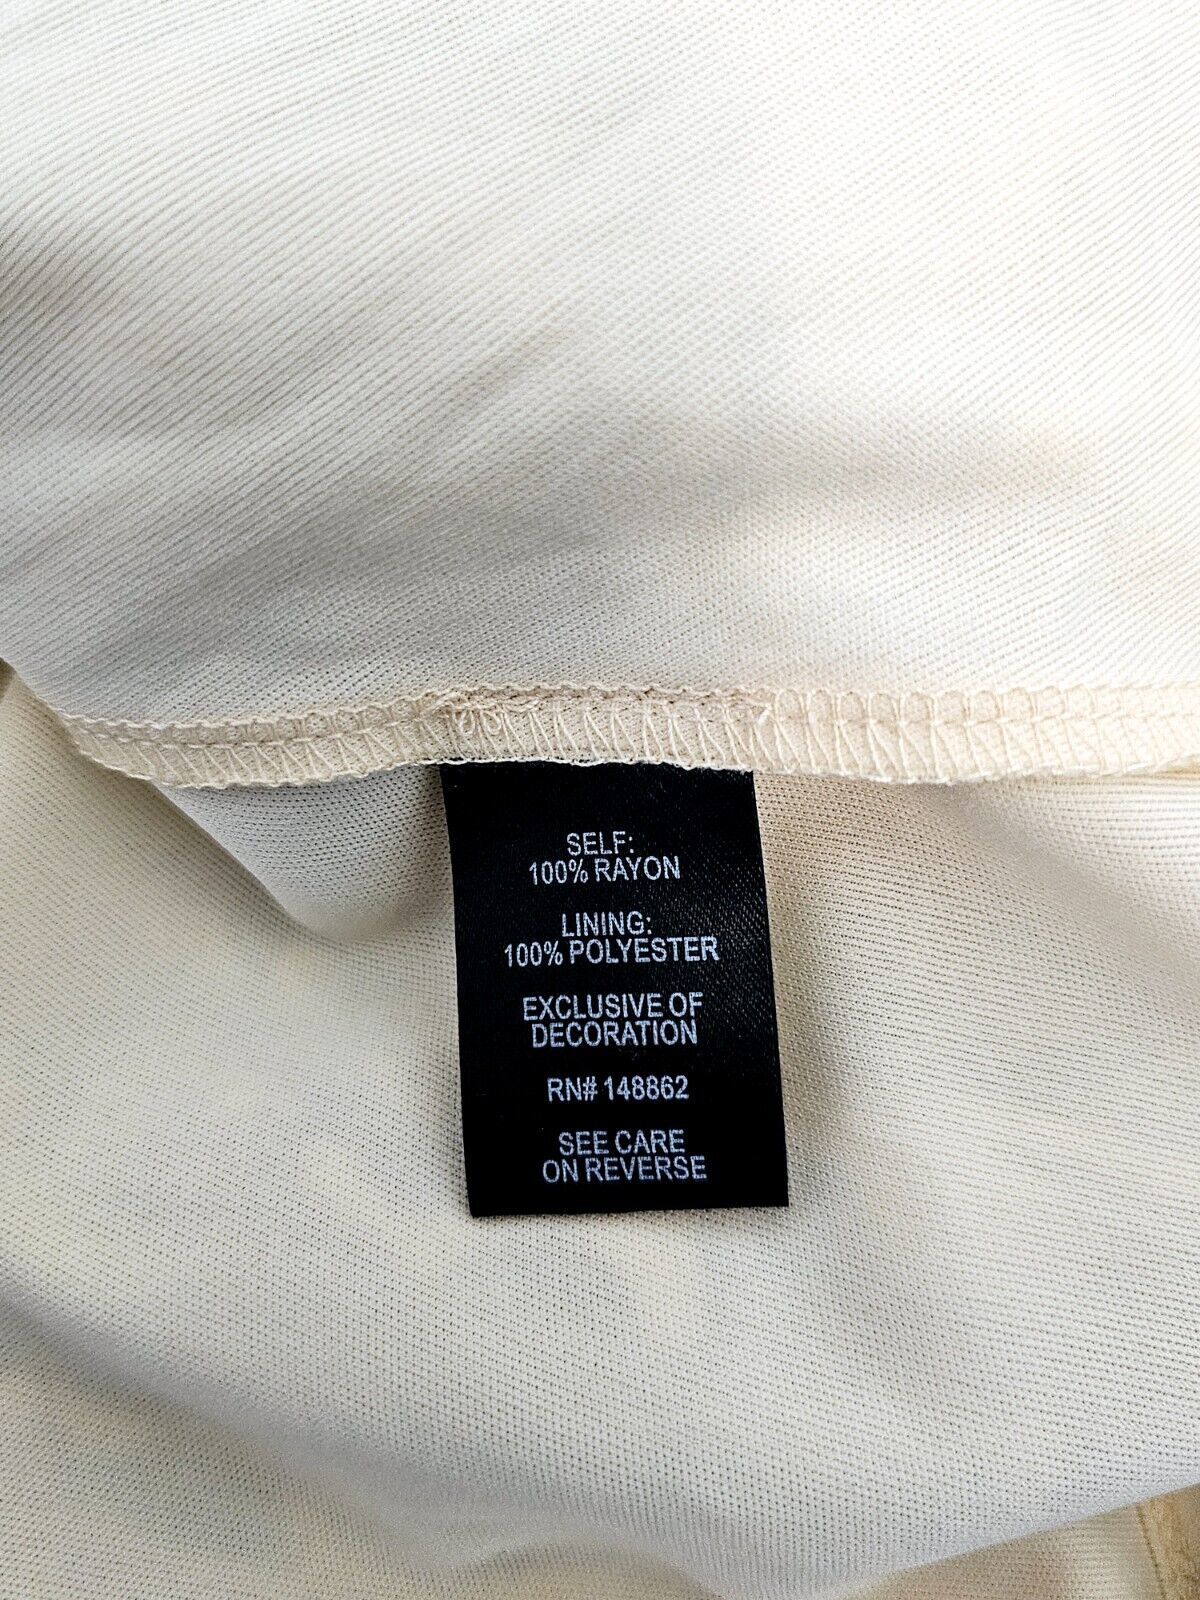 SELF:
100% RAYON
LINING:
100% POLYESTER
EXCLUSIVE OF
DECORATION
RN# 148862
SEE CARE
ON REVERSE